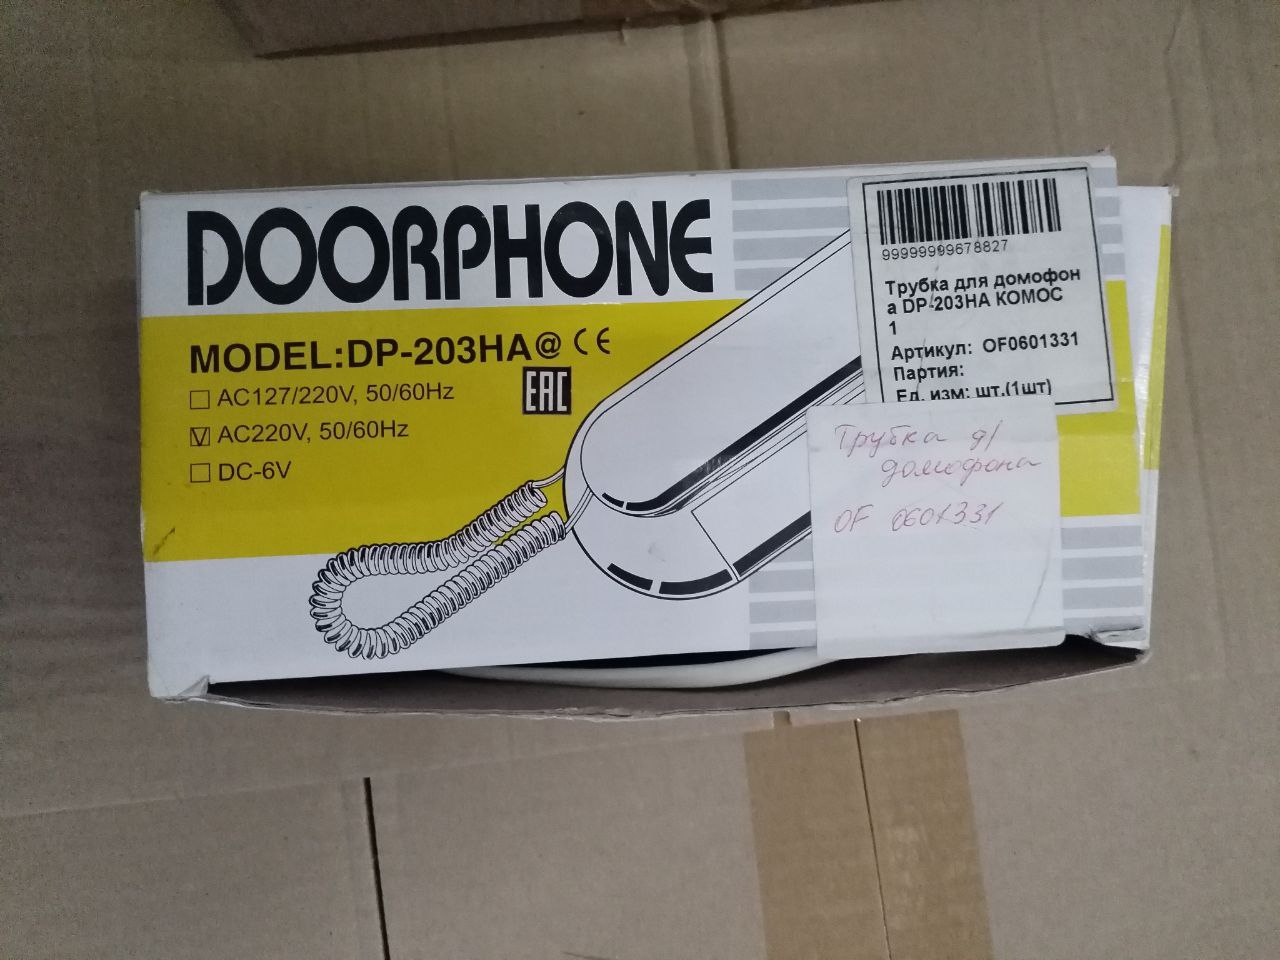 DOORPHONE
MODEL:DP-203HA@ CE
EAC
AC127/220V, 50/60Hz
V AC220V, 50/60Hz
DC-6V
99999999678827
Трубка для домофон
а DP-203HA КОМОС
1
Артикул: OF0601331
Партия:
Ед. изм: шт.(1шт)
Трубка д/
домофона
OF 0601331